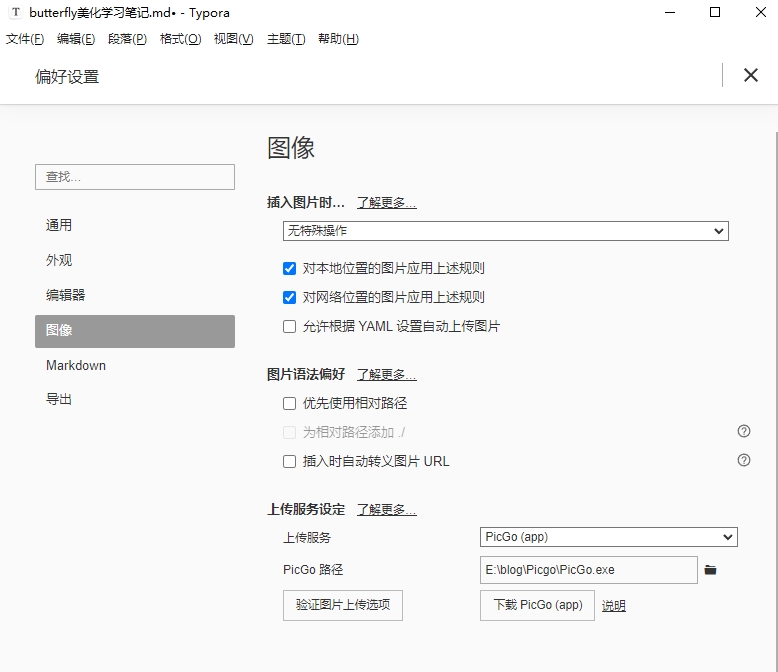 T butterfly美化学习笔记.md• - Typora
文件(F) 编辑(E) 段落(P) 格式(O) 视图(V) 主题(T) 帮助(H)
偏好设置
图像
查找...
通用
外观
编辑器
图像
Markdown
导出
插入图片时... 了解更多...
无特殊操作
对本地位置的图片应用上述规则
对网络位置的图片应用上述规则
允许根据 YAML 设置自动上传图片
图片语法偏好 了解更多...
优先使用相对路径
为相对路径添加 ./
插入时自动转义图片 URL
上传服务设定 了解更多...
上传服务 PicGo (app)
PicGo 路径 E:\blog\Picgo\PicGo.exe
验证图片上传选项 下载 PicGo (app) 说明